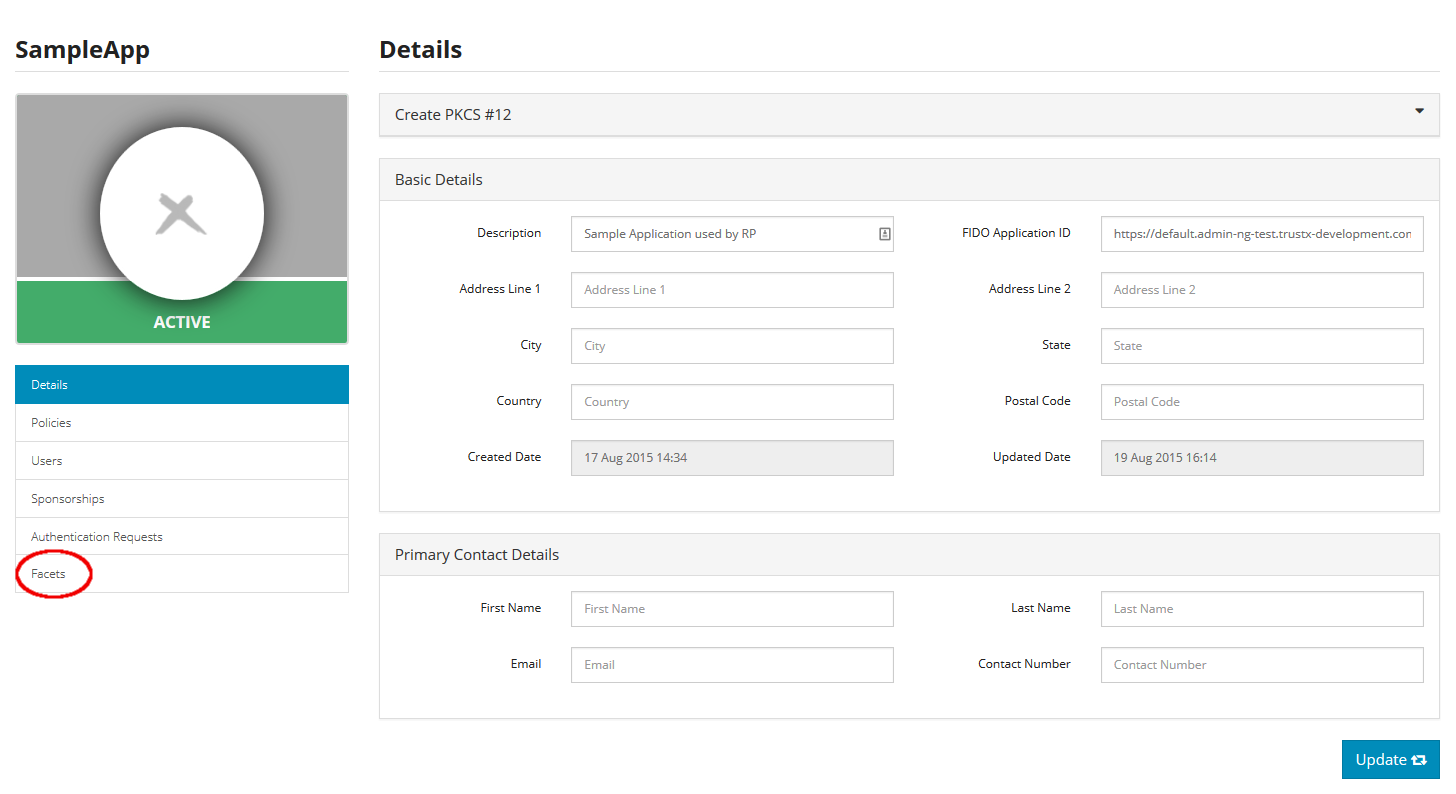 SampleApp
ACTIVE
Details
Policies
Users
Sponsorships
Authentication Requests
Facets
Details
Create PKCS #12
Basic Details
Description Sample Application used by RP FIDO Application ID https://default.admin-ng-test.trustx-development.con
Address Line 1 Address Line 1 Address Line 2 Address Line 2
City City State State
Country Country Postal Code Postal Code
Created Date 17 Aug 2015 14:34 Updated Date 19 Aug 2015 16:14
Primary Contact Details
First Name First Name Last Name Last Name
Email Email Contact Number Contact Number
Update